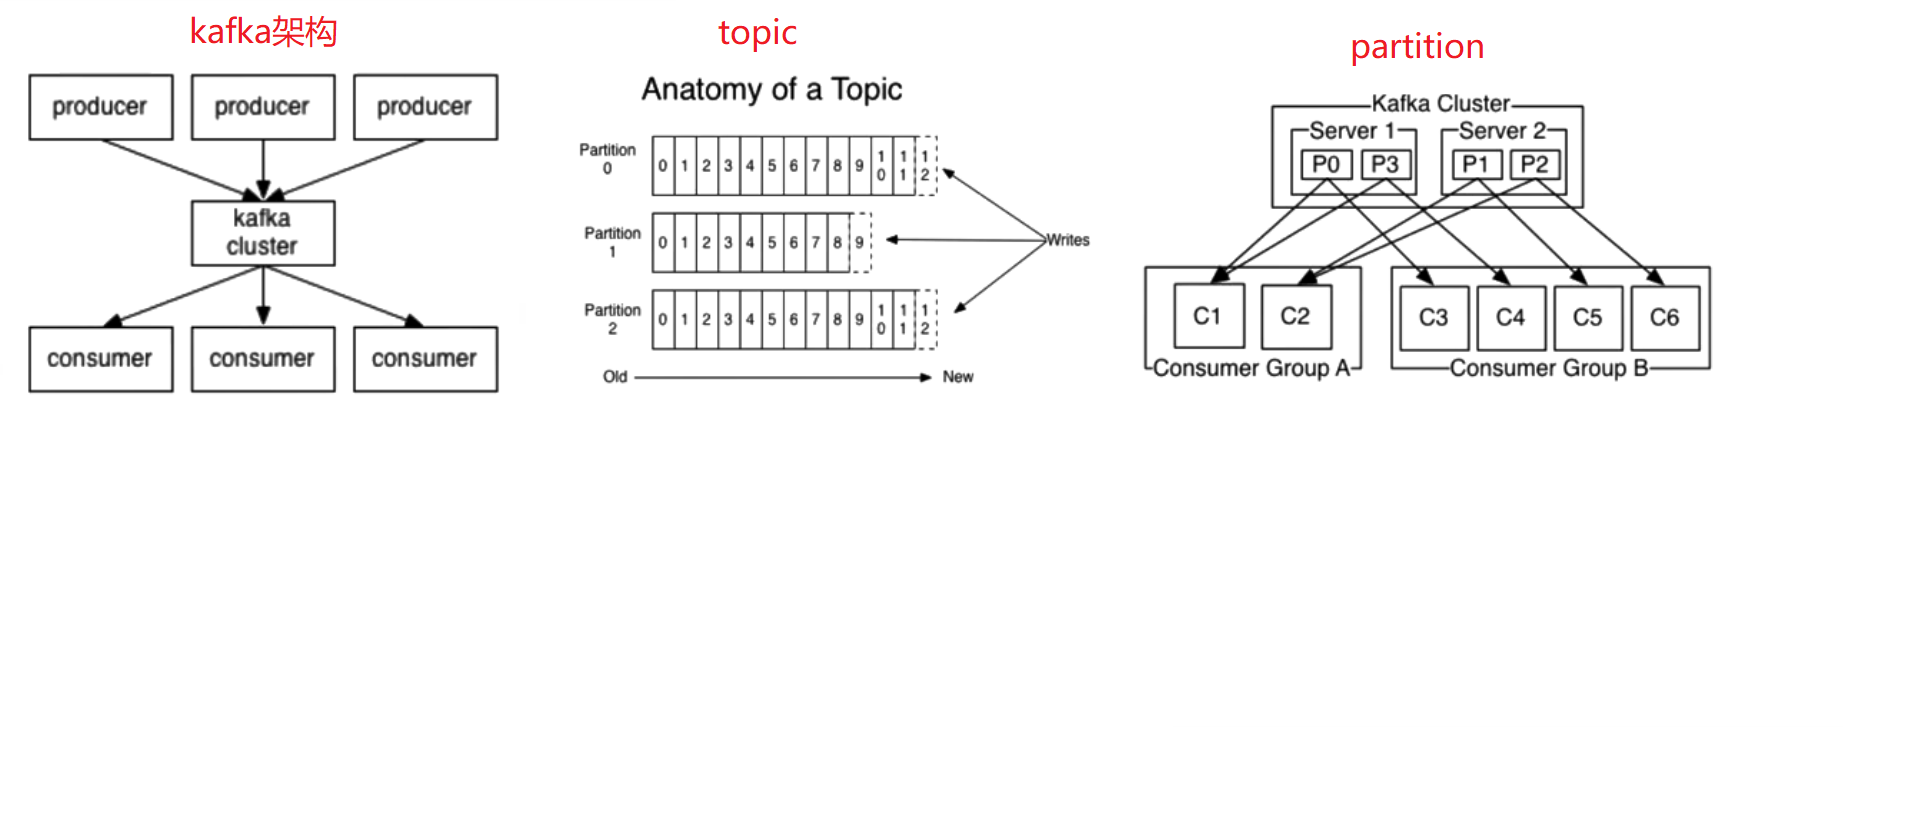 kafka架构
producer producer producer
kafka
cluster
consumer consumer consumer
topic
Anatomy of a Topic
Partition
0
0 1 2 3 4 5 6 7 8 9 10 11 12
Partition
1
0 1 2 3 4 5 6 7 8 9
Writes
Partition
2
0 1 2 3 4 5 6 7 8 9 10 11 12
Old New
partition
Kafka Cluster
Server 1 Server 2
P0 P3 P1 P2
C1 C2 C3 C4 C5 C6
Consumer Group A Consumer Group B